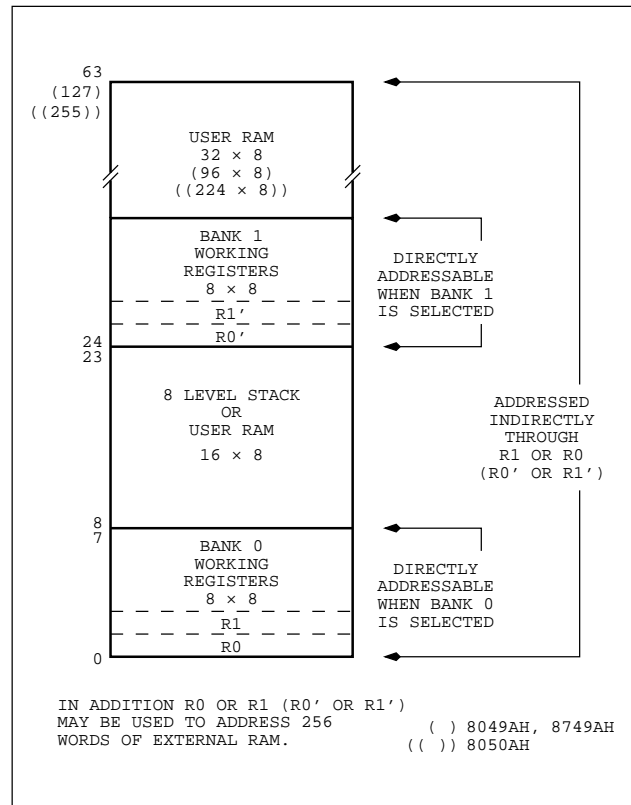 63
(127)
((255))
USER RAM
32 × 8
(96 × 8)
((224 × 8))
BANK 1
WORKING
REGISTERS
8 × 8
R1'
R0'
DIRECTLY
ADDRESSABLE
WHEN BANK 1
IS SELECTED
24
23
8 LEVEL STACK
OR
USER RAM
16 × 8
ADDRESSED
INDIRECTLY
THROUGH
R1 OR R0
(R0' OR R1')
8
7
BANK 0
WORKING
REGISTERS
8 × 8
R1
R0
DIRECTLY
ADDRESSABLE
WHEN BANK 0
IS SELECTED
0
IN ADDITION R0 OR R1 (R0' OR R1')
MAY BE USED TO ADDRESS 256
WORDS OF EXTERNAL RAM.
( ) 8049AH, 8749AH
(( )) 8050AH